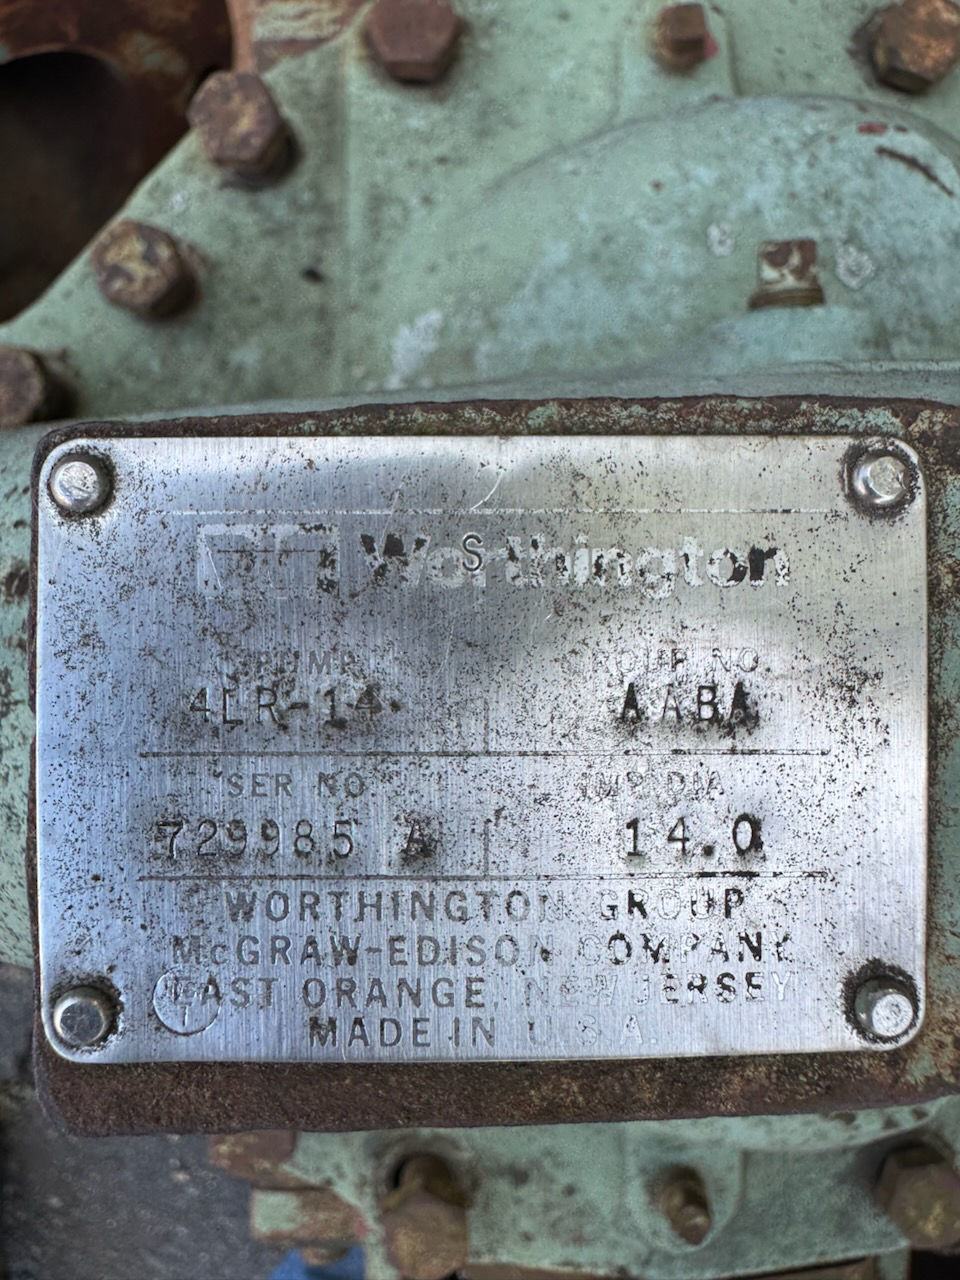 Worthington
S
PUMP GROUP NO
4LR-14 AABA
SER NO IMP DIA
729985 A 14.0
WORTHINGTON GROUP
McGRAW-EDISON COMPANY
EAST ORANGE, NEW JERSEY
MADE IN U.S.A.